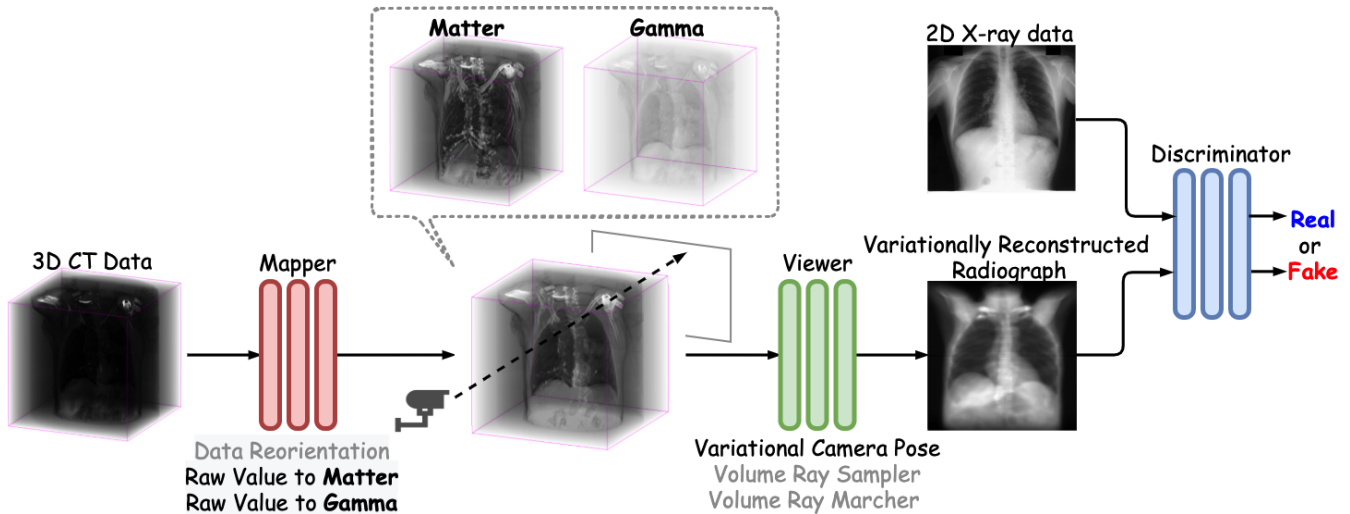 Matter
Gamma
2D X-ray data
Discriminator
3D CT Data
Mapper
Viewer
Variationally Reconstructed
Radiograph
Real
or
Fake
Data Reorientation
Raw Value to Matter
Raw Value to Gamma
Variational Camera Pose
Volume Ray Sampler
Volume Ray Marcher